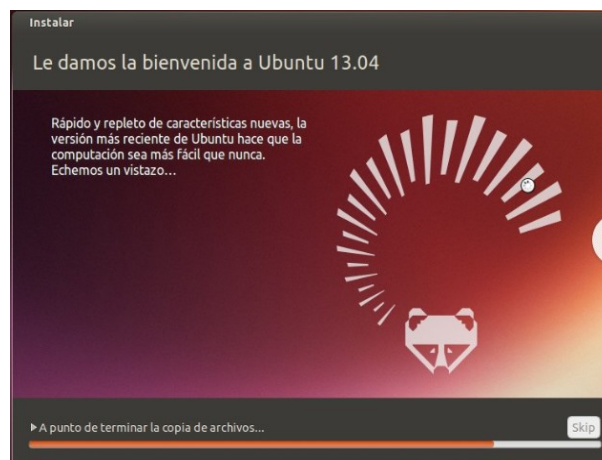 Instalar
Le damos la bienvenida a Ubuntu 13.04
Rápido y repleto de características nuevas, la
versión más reciente de Ubuntu hace que la
computación sea más fácil que nunca.
Echemos un vistazo...
A punto de terminar la copia de archivos...
Skip